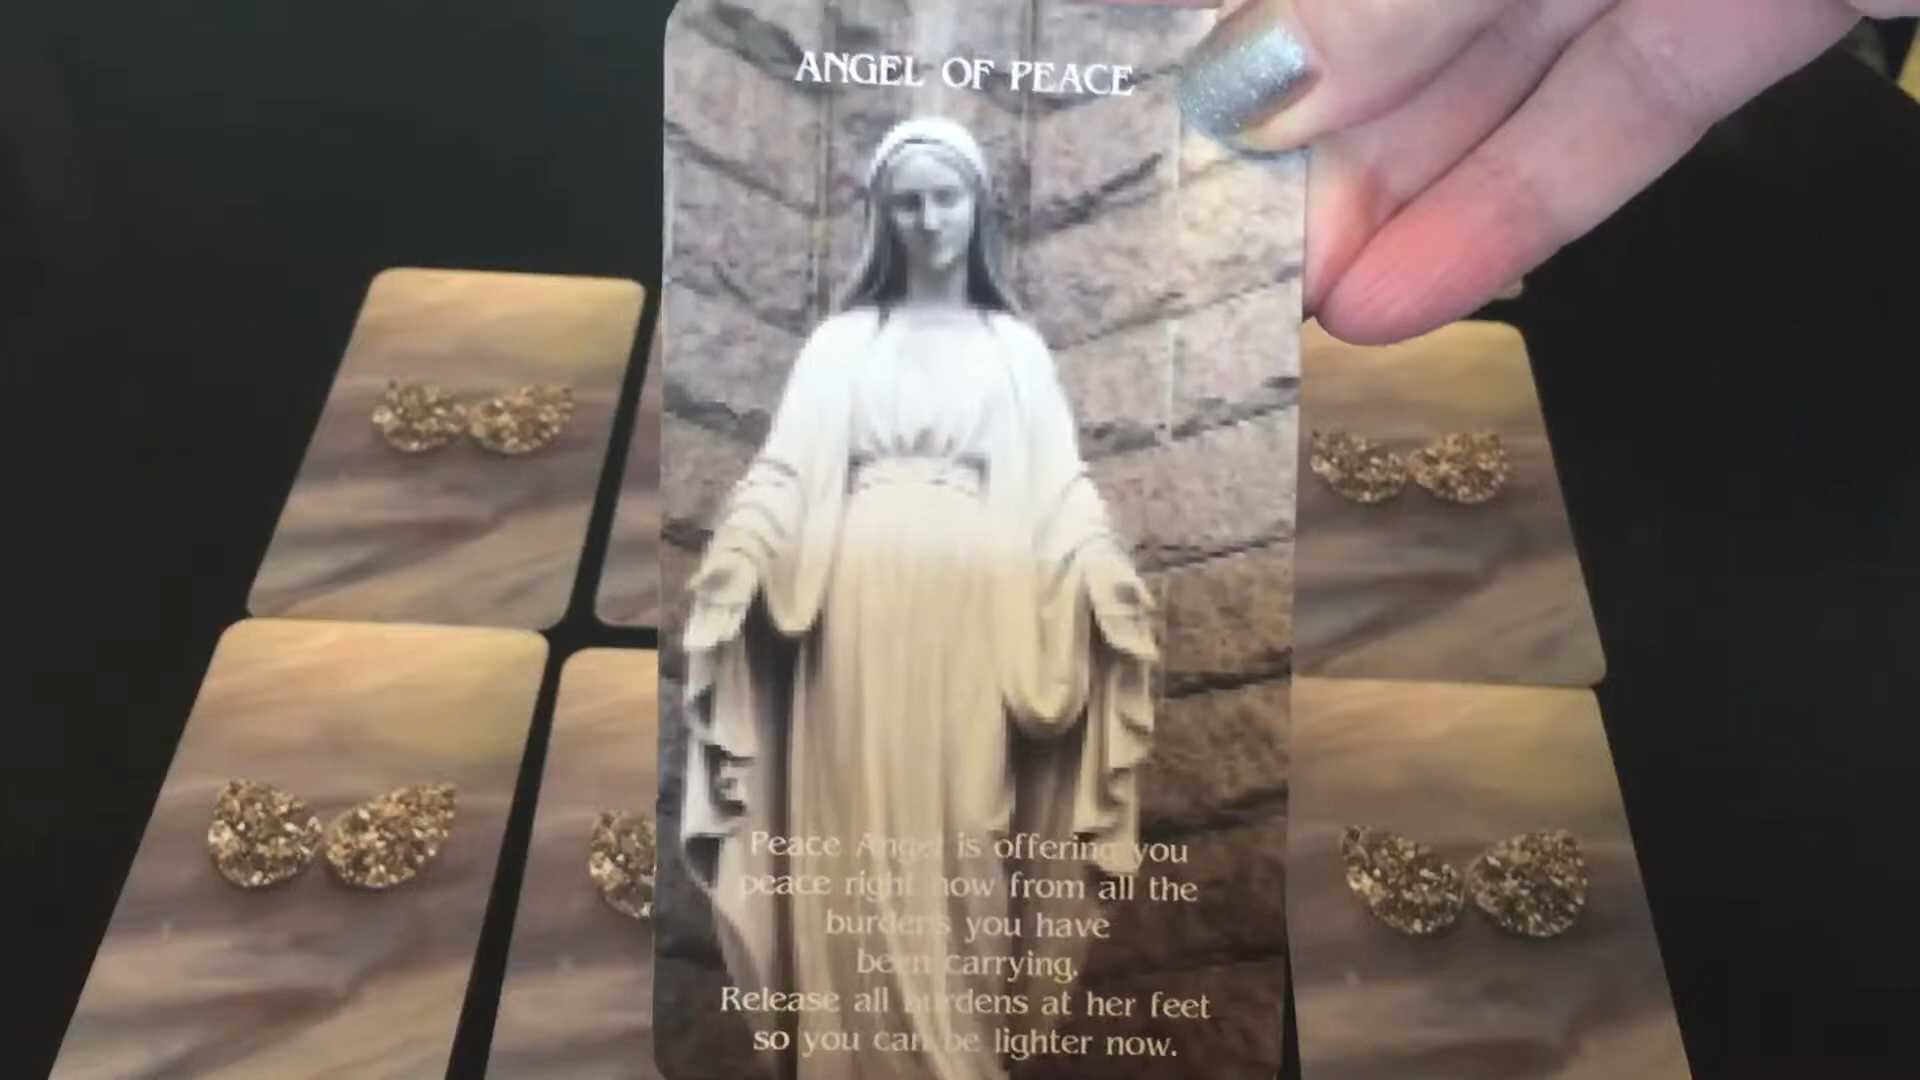 ANGEL OF PEACE
Peace Angel is offering you
peace right now from all the
burdens you have
been carrying.
Release all burdens at her feet
so you can be lighter now.